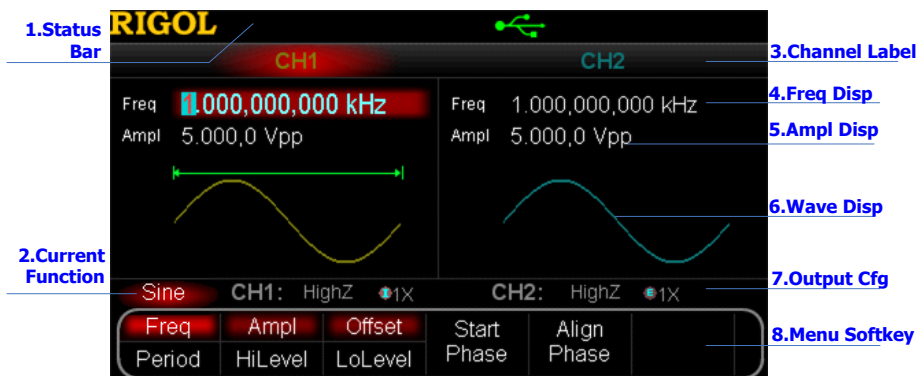 1.Status
Bar
RIGOL
CH1
CH2
3.Channel Label
Freq 1.000,000,000 kHz
Freq 1.000,000,000 kHz
4.Freq Disp
Ampl 5.000,0 Vpp
Ampl 5.000,0 Vpp
5.Ampl Disp
6.Wave Disp
2.Current
Function
7.Output Cfg
Sine CH1: HighZ 1X CH2: HighZ 1X
Freq Ampl Offset Start Align
Period HiLevel LoLevel Phase Phase
8.Menu Softkey